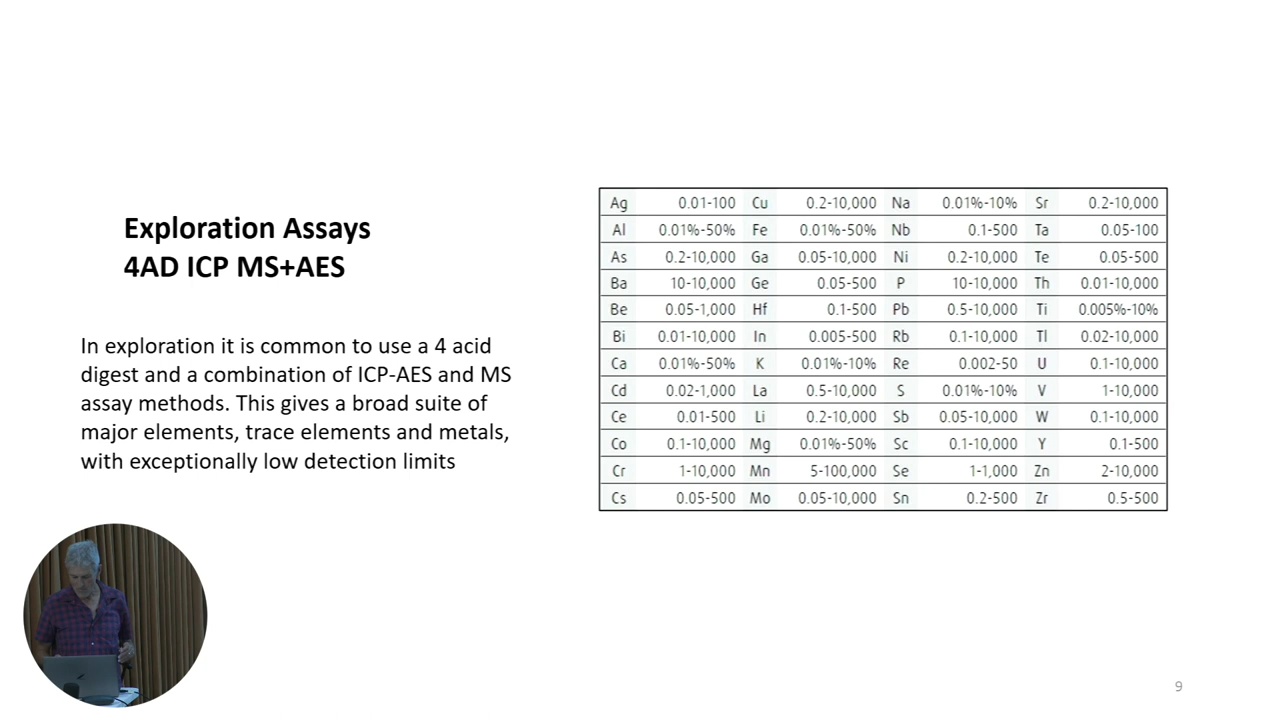 Exploration Assays
4AD ICP MS+AES
In exploration it is common to use a 4 acid
digest and a combination of ICP-AES and MS
assay methods. This gives a broad suite of
major elements, trace elements and metals,
with exceptionally low detection limits
Ag 0.01-100 Cu 0.2-10,000 Na 0.01%-10% Sr 0.2-10,000
Al 0.01%-50% Fe 0.01%-50% Nb 0.1-500 Ta 0.05-100
As 0.2-10,000 Ga 0.05-10,000 Ni 0.2-10,000 Te 0.05-500
Ba 10-10,000 Ge 0.05-500 P 10-10,000 Th 0.01-10,000
Be 0.05-1,000 Hf 0.1-500 Pb 0.5-10,000 Ti 0.005%-10%
Bi 0.01-10,000 In 0.005-500 Rb 0.1-10,000 Tl 0.02-10,000
Ca 0.01%-50% K 0.01%-10% Re 0.002-50 U 0.1-10,000
Cd 0.02-1,000 La 0.5-10,000 S 0.01%-10% V 1-10,000
Ce 0.01-500 Li 0.2-10,000 Sb 0.05-10,000 W 0.1-10,000
Co 0.1-10,000 Mg 0.01%-50% Sc 0.1-10,000 Y 0.1-500
Cr 1-10,000 Mn 5-100,000 Se 1-1,000 Zn 2-10,000
Cs 0.05-500 Mo 0.05-10,000 Sn 0.2-500 Zr 0.5-500
9